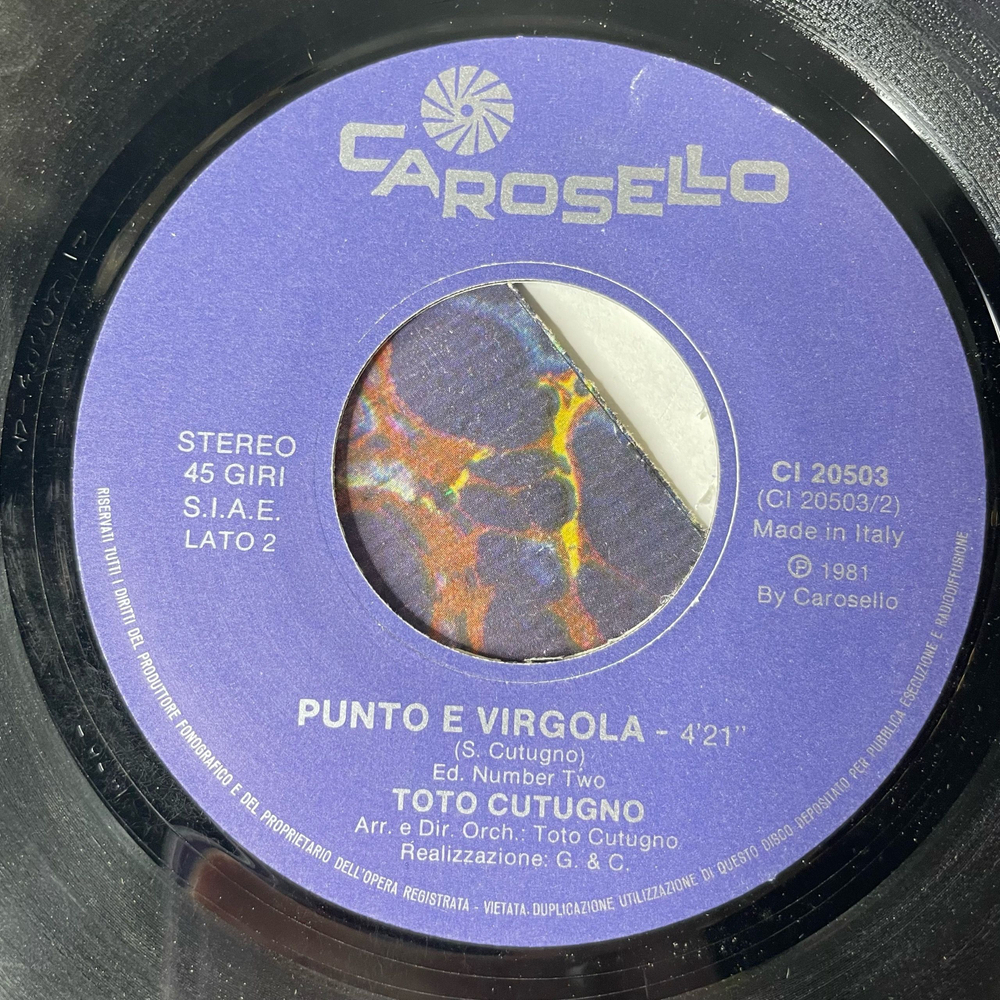 CAROSELLO
STEREO
45 GIRI
S.I.A.E.
LATO 2
CI 20503
(CI 20503/2)
Made in Italy
Ⓟ 1981
By Carosello
PUNTO E VIRGOLA - 4'21"
(S. Cutugno)
Ed. Number Two
TOTO CUTUGNO
Arr. e Dir. Orch.: Toto Cutugno
Realizzazione: G. & C.
RISERVATI TUTTI I DIRITTI DEL PRODUTTORE FONOGRAFICO E DEL PROPRIETARIO DELL'OPERA REGISTRATA - VIETATA DUPLICAZIONE UTILIZZAZIONE DI QUESTO DISCO DEPOSITATO PER PUBBLICA ESECUZIONE E RADIODIFFUSIONE